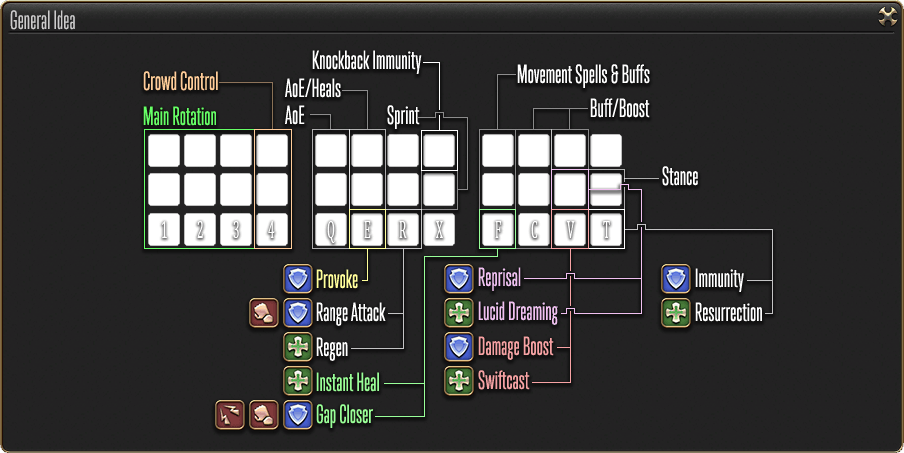 General Idea
Knockback Immunity
Movement Spells & Buffs
Crowd Control
AoE/Heals
Buff/Boost
Main Rotation
AoE
Sprint
Stance
1 2 3 4 Q E R X F C V T
Provoke
Reprisal
Immunity
Range Attack
Lucid Dreaming
Resurrection
Regen
Damage Boost
Instant Heal
Swiftcast
Gap Closer